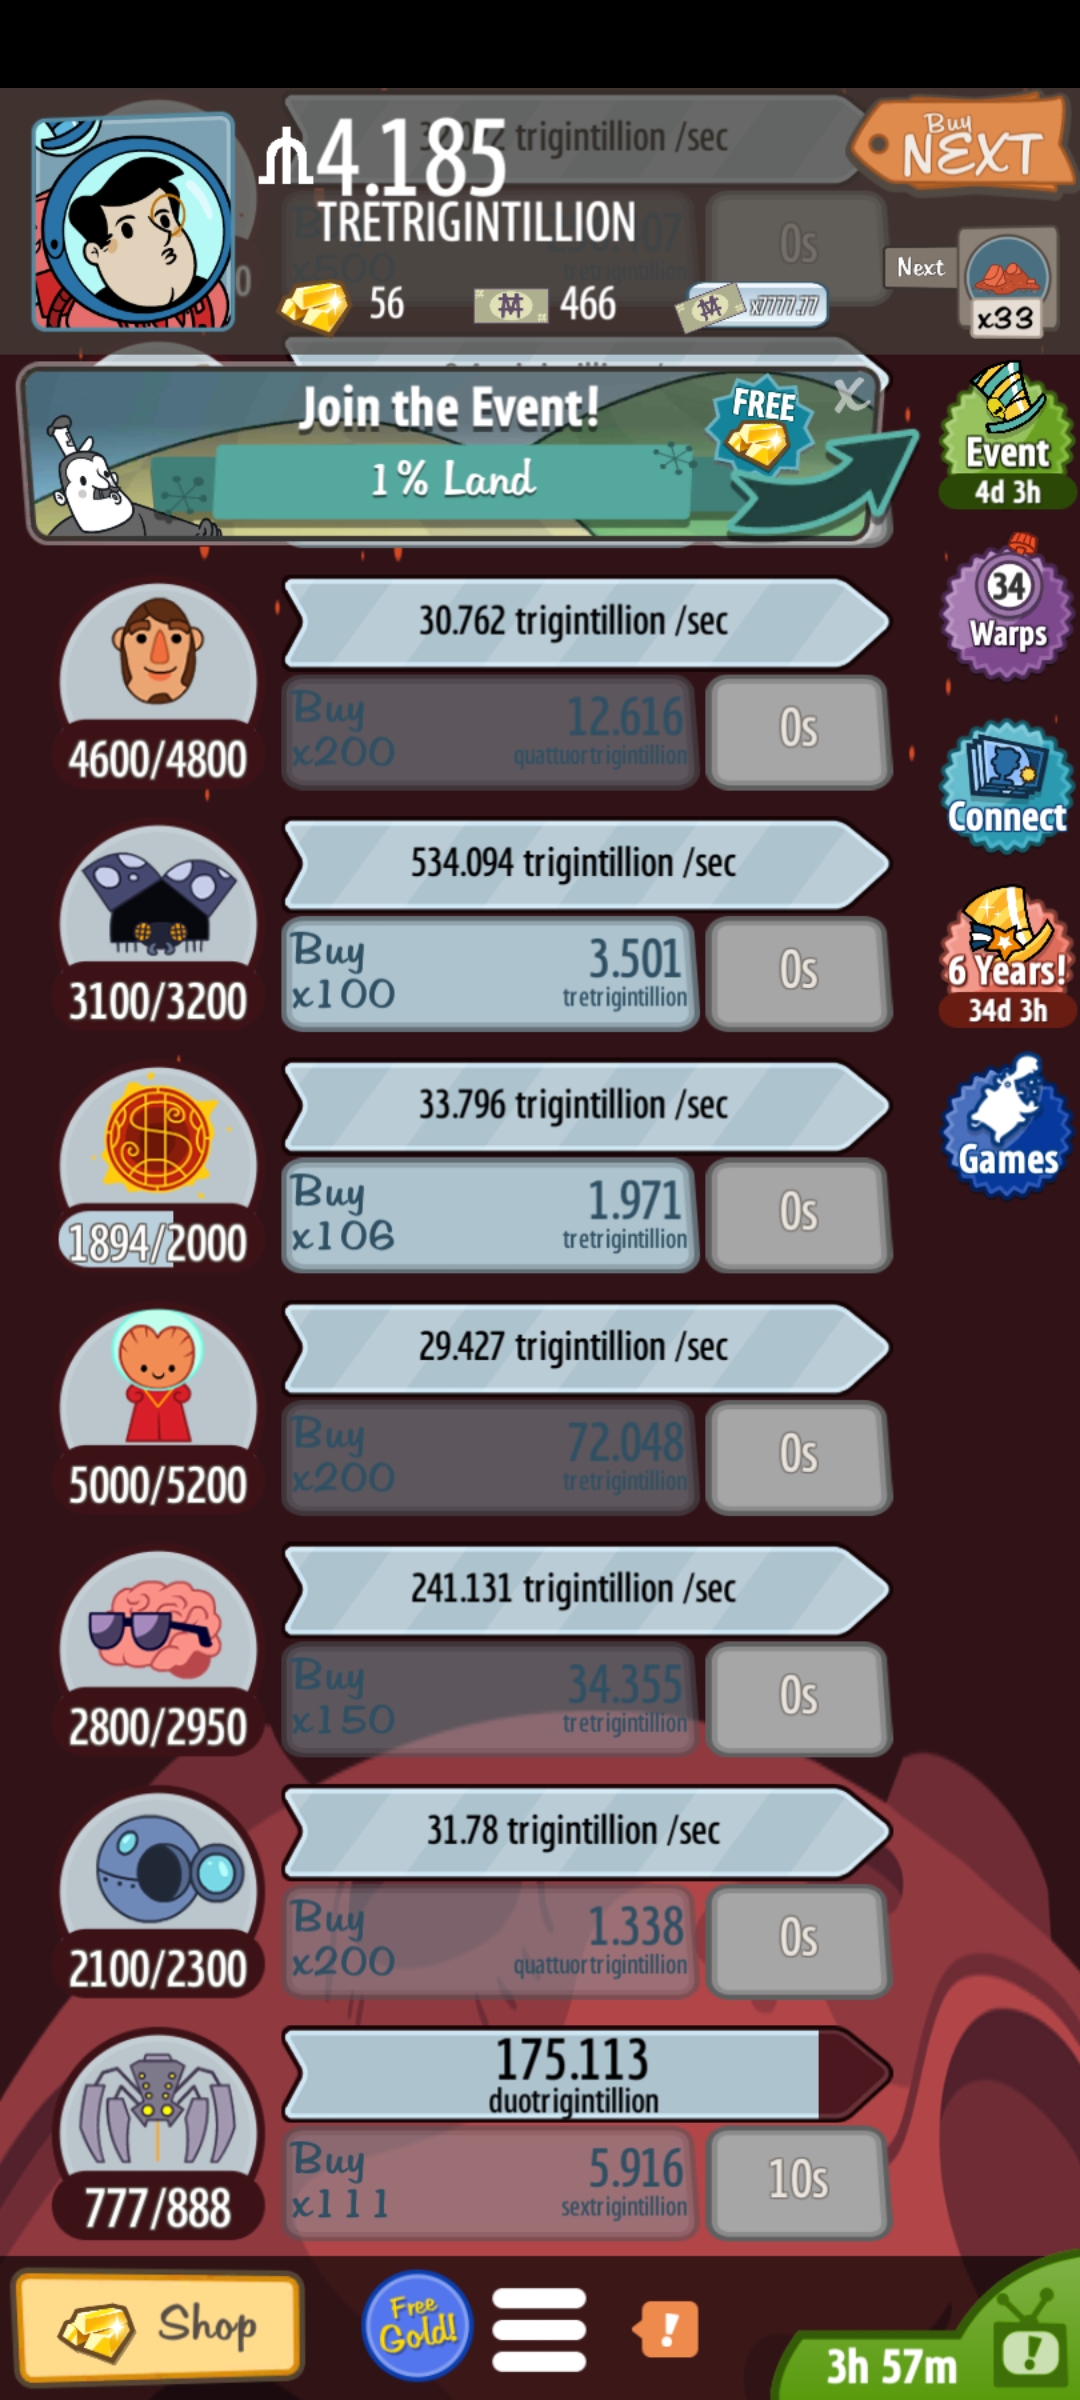 4.185
TRETRIGINTILLION
trigintillion /sec
Buy
NEXT
x500
tretrigintillion
0s
56
466
x7777.77
Next
x33
Join the Event!
1% Land
FREE
X
Event
4d 3h
30.762 trigintillion /sec
Buy
x200
12.616
quattuortrigintillion
0s
4600/4800
34
Warps
534.094 trigintillion /sec
Buy
x100
3.501
tretrigintillion
0s
3100/3200
Connect
6 Years!
34d 3h
33.796 trigintillion /sec
Buy
x106
1.971
tretrigintillion
0s
1894/2000
Games
29.427 trigintillion /sec
Buy
x200
72.048
tretrigintillion
0s
5000/5200
241.131 trigintillion /sec
Buy
x150
34.355
tretrigintillion
0s
2800/2950
31.78 trigintillion /sec
Buy
x200
1.338
quattuortrigintillion
0s
2100/2300
175.113
duotrigintillion
Buy
x111
5.916
sextrigintillion
10s
777/888
Shop
Free
Gold!
!
3h 57m
!